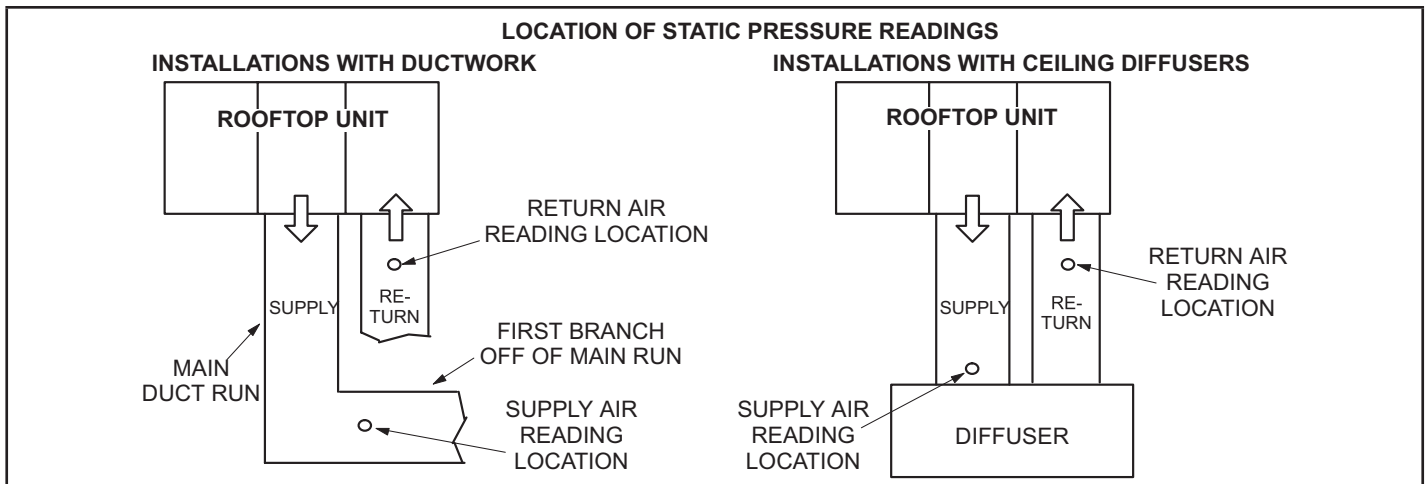 LOCATION OF STATIC PRESSURE READINGS
INSTALLATIONS WITH DUCTWORK
ROOFTOP UNIT
RETURN AIR
READING LOCATION
SUPPLY
RE-
TURN
FIRST BRANCH
OFF OF MAIN RUN
MAIN
DUCT RUN
SUPPLY AIR
READING
LOCATION
INSTALLATIONS WITH CEILING DIFFUSERS
ROOFTOP UNIT
RETURN AIR
READING
LOCATION
SUPPLY
RE-
TURN
SUPPLY AIR
READING
LOCATION
DIFFUSER